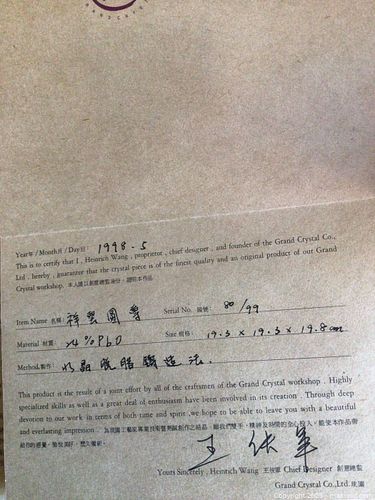 Year年 / Month月 / Day日: 1998.5
This is to certify that I , Heinrich Wang , proprietor , chief designer , and founder of the Grand Crystal Co.,
Ltd . hereby , guarantee that the crystal piece is of the finest quality and an original product of our Grand
Crystal workshop.
Item Name 名稱: Serial No. 編號: 80/99
Material 材質: 24%PbO Size 規格: 19.3 x 19.3 x 19.8cm
Method 製作: 水晶脫腊鑄造法.
This product is the result of a joint effort by all of the craftsmen of the Grand Crystal workshop . Highly
specialized skills as well as a great deal of enthusiasm have been involved in its creation . Through deep
devotion to our work in terms of both time and spirit , we hope to be able to leave you with a beautiful
and everlasting impression .
王俠軍
Yours Sincerely , Heinrich Wang 王俠軍 Chief Designer 創意總監
Grand Crystal Co., Ltd. 琉園